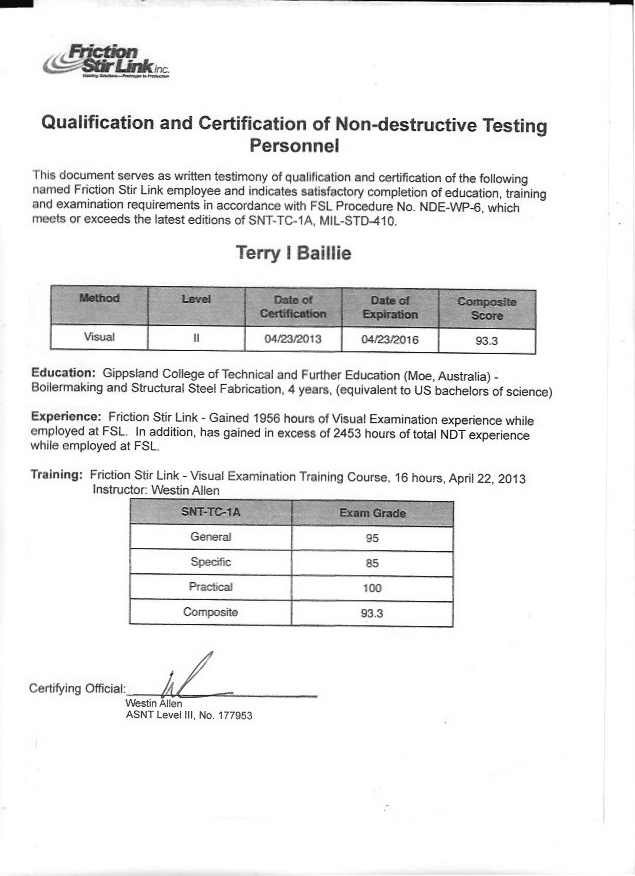 Friction
Stir Link inc.
Welding Solutions—Prototype to Production
Qualification and Certification of Non-destructive Testing
Personnel
This document serves as written testimony of qualification and certification of the following
named Friction Stir Link employee and indicates satisfactory completion of education, training
and examination requirements in accordance with FSL Procedure No. NDE-WP-6, which
meets or exceeds the latest editions of SNT-TC-1A, MIL-STD-410.
Terry I Baillie
Method Level Date of Certification Date of Expiration Composite Score
Visual II 04/23/2013 04/23/2016 93.3
Education: Gippsland College of Technical and Further Education (Moe, Australia) -
Boilermaking and Structural Steel Fabrication, 4 years, (equivalent to US bachelors of science)
Experience: Friction Stir Link - Gained 1956 hours of Visual Examination experience while
employed at FSL. In addition, has gained in excess of 2453 hours of total NDT experience
while employed at FSL.
Training: Friction Stir Link - Visual Examination Training Course, 16 hours, April 22, 2013
Instructor: Westin Allen
SNT-TC-1A Exam Grade
General 95
Specific 85
Practical 100
Composite 93.3
Certifying Official:
Westin Allen
ASNT Level III, No. 177953